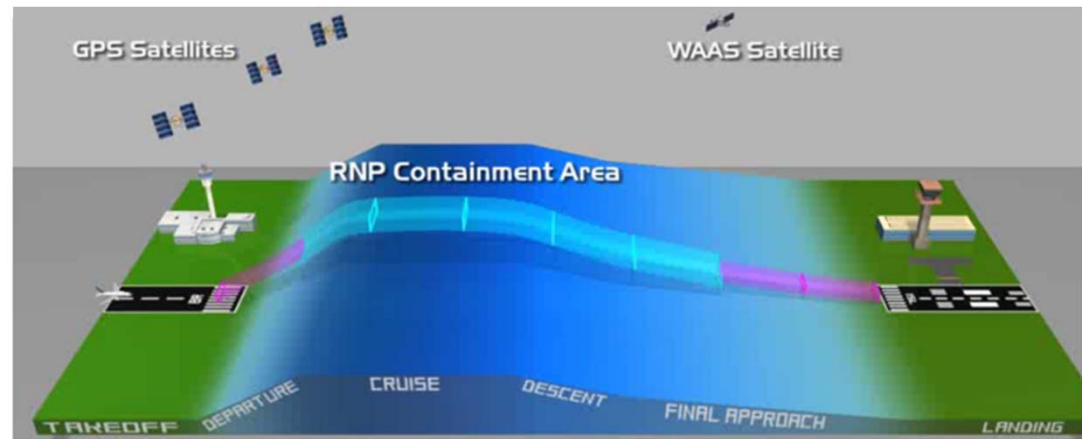 GPS Satellites
WAAS Satellite
RNP Containment Area
TAKEOFF
DEPARTURE
CRUISE
DESCENT
FINAL APPROACH
LANDING